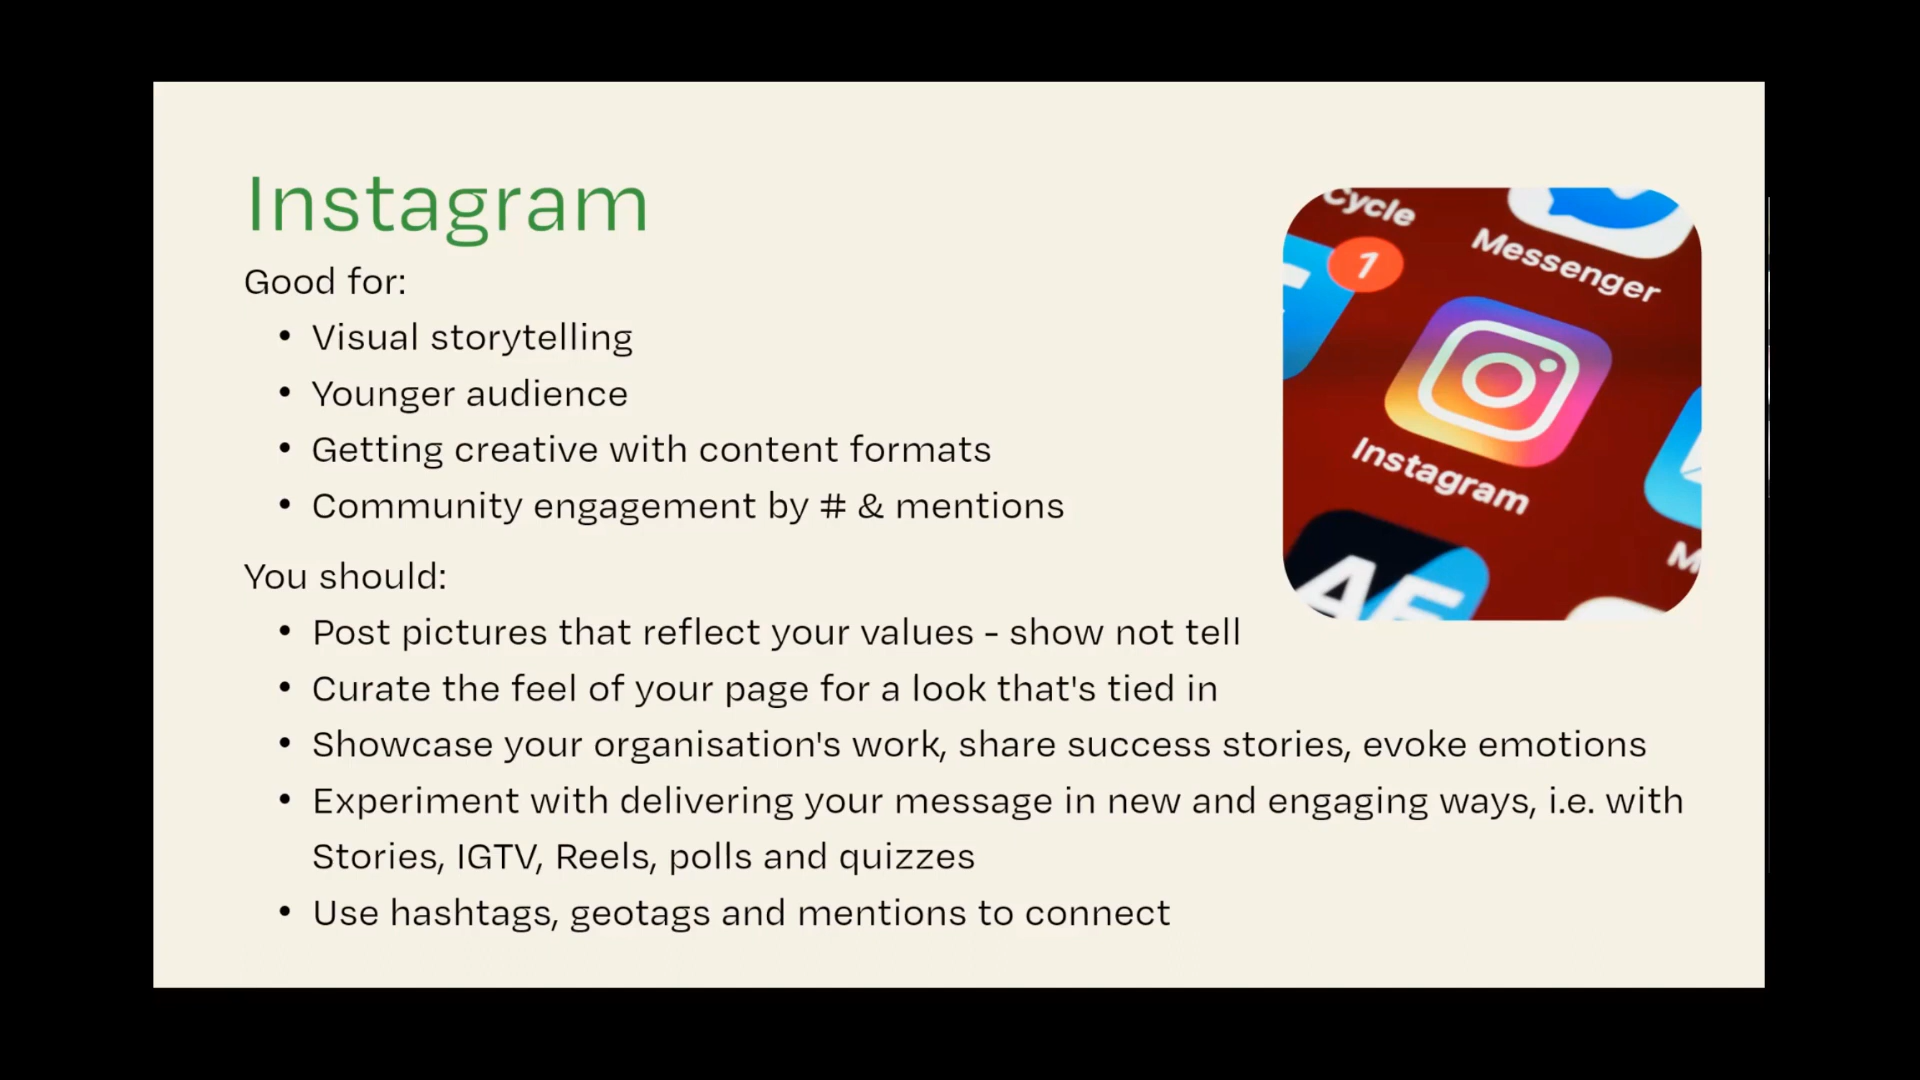 Instagram
Good for:
• Visual storytelling
• Younger audience
• Getting creative with content formats
• Community engagement by # & mentions
You should:
• Post pictures that reflect your values - show not tell
• Curate the feel of your page for a look that's tied in
• Showcase your organisation's work, share success stories, evoke emotions
• Experiment with delivering your message in new and engaging ways, i.e. with
Stories, IGTV, Reels, polls and quizzes
• Use hashtags, geotags and mentions to connect
Cycle
Messenger
1
Instagram